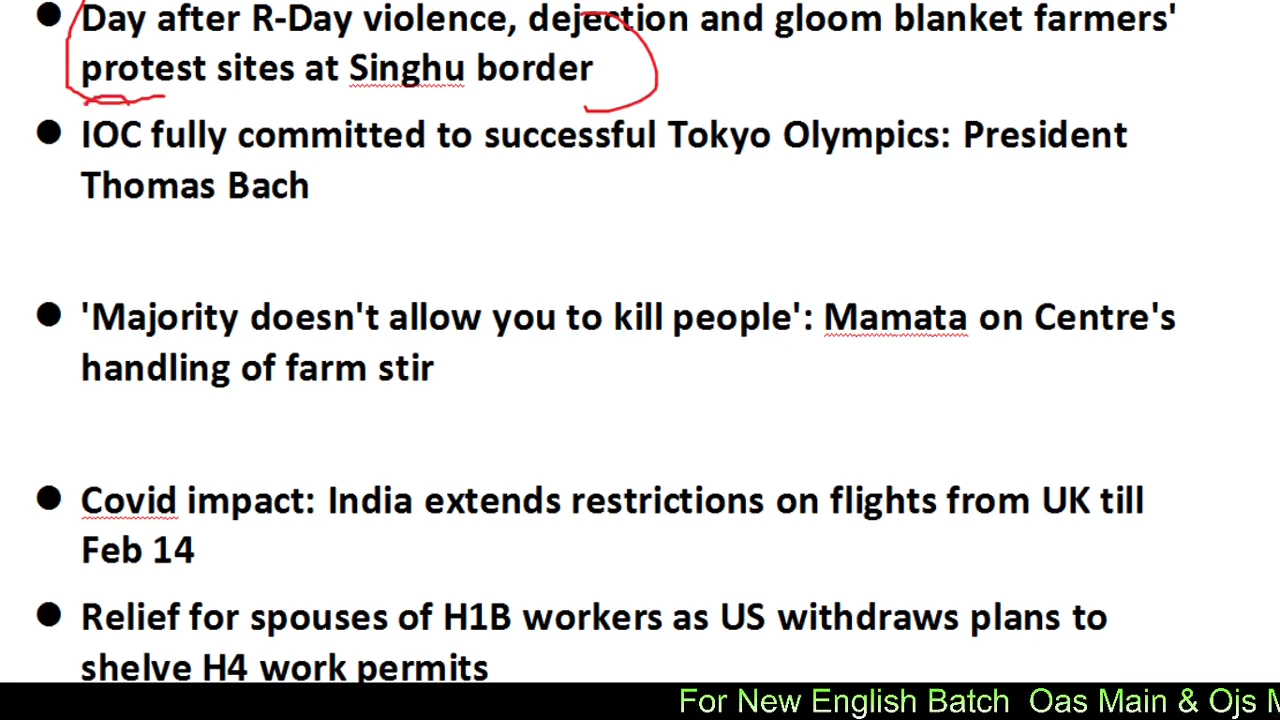 ● Day after R-Day violence, dejection and gloom blanket farmers'
protest sites at Singhu border
● IOC fully committed to successful Tokyo Olympics: President
Thomas Bach
● 'Majority doesn't allow you to kill people': Mamata on Centre's
handling of farm stir
● Covid impact: India extends restrictions on flights from UK till
Feb 14
● Relief for spouses of H1B workers as US withdraws plans to
shelve H4 work permits
For New English Batch Oas Main & Ojs